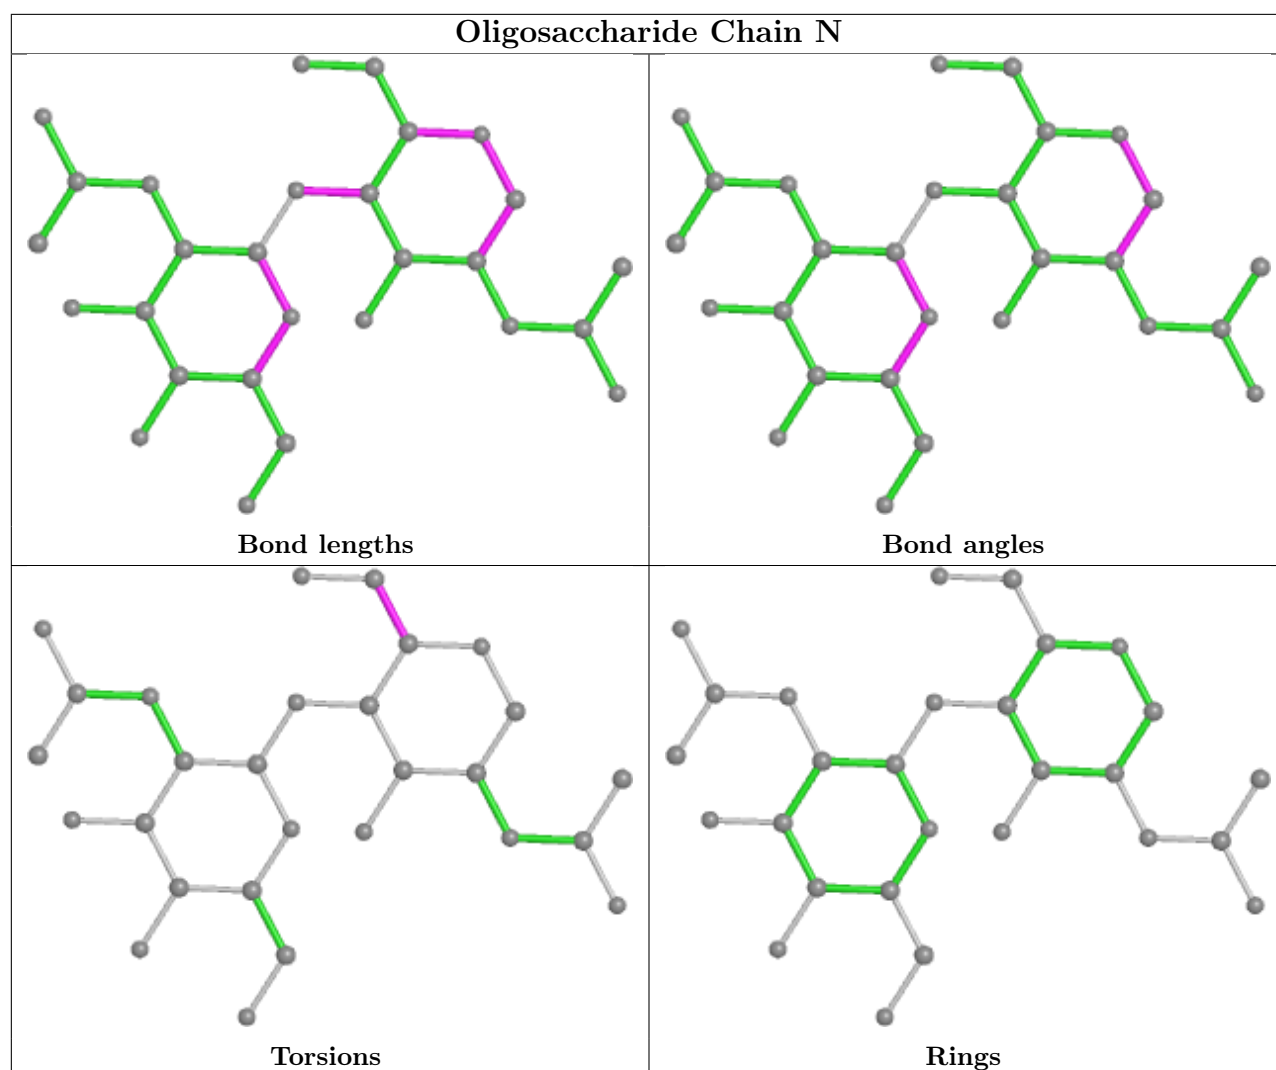 Oligosaccharide Chain N
Bond lengths
Bond angles
Torsions
Rings